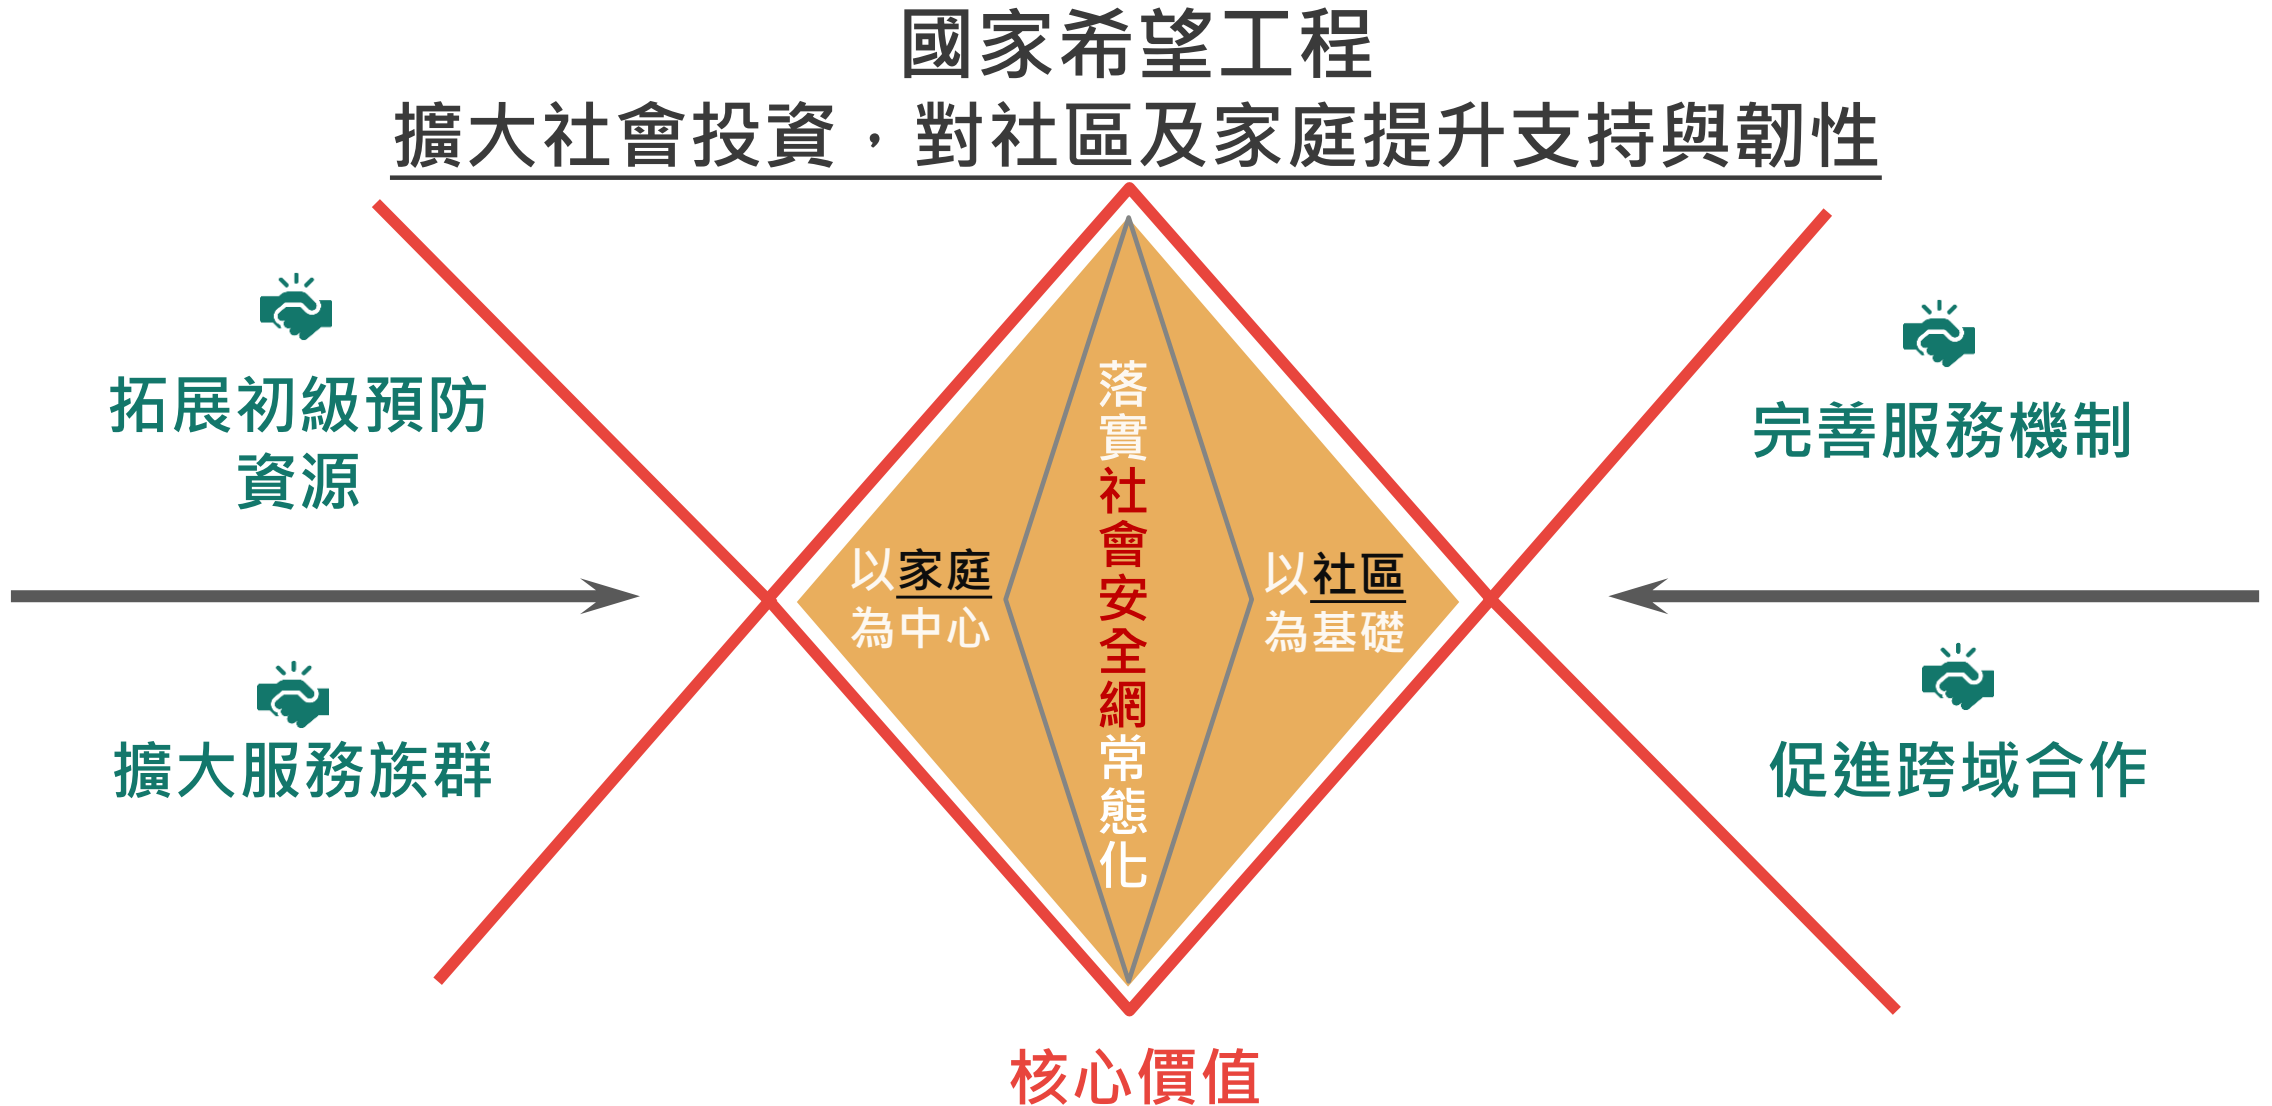 國家希望工程
擴大社會投資，對社區及家庭提升支持與韌性
拓展初級預防
資源
擴大服務族群
以家庭
為中心
落實社會安全網常態化
以社區
為基礎
完善服務機制
促進跨域合作
核心價值